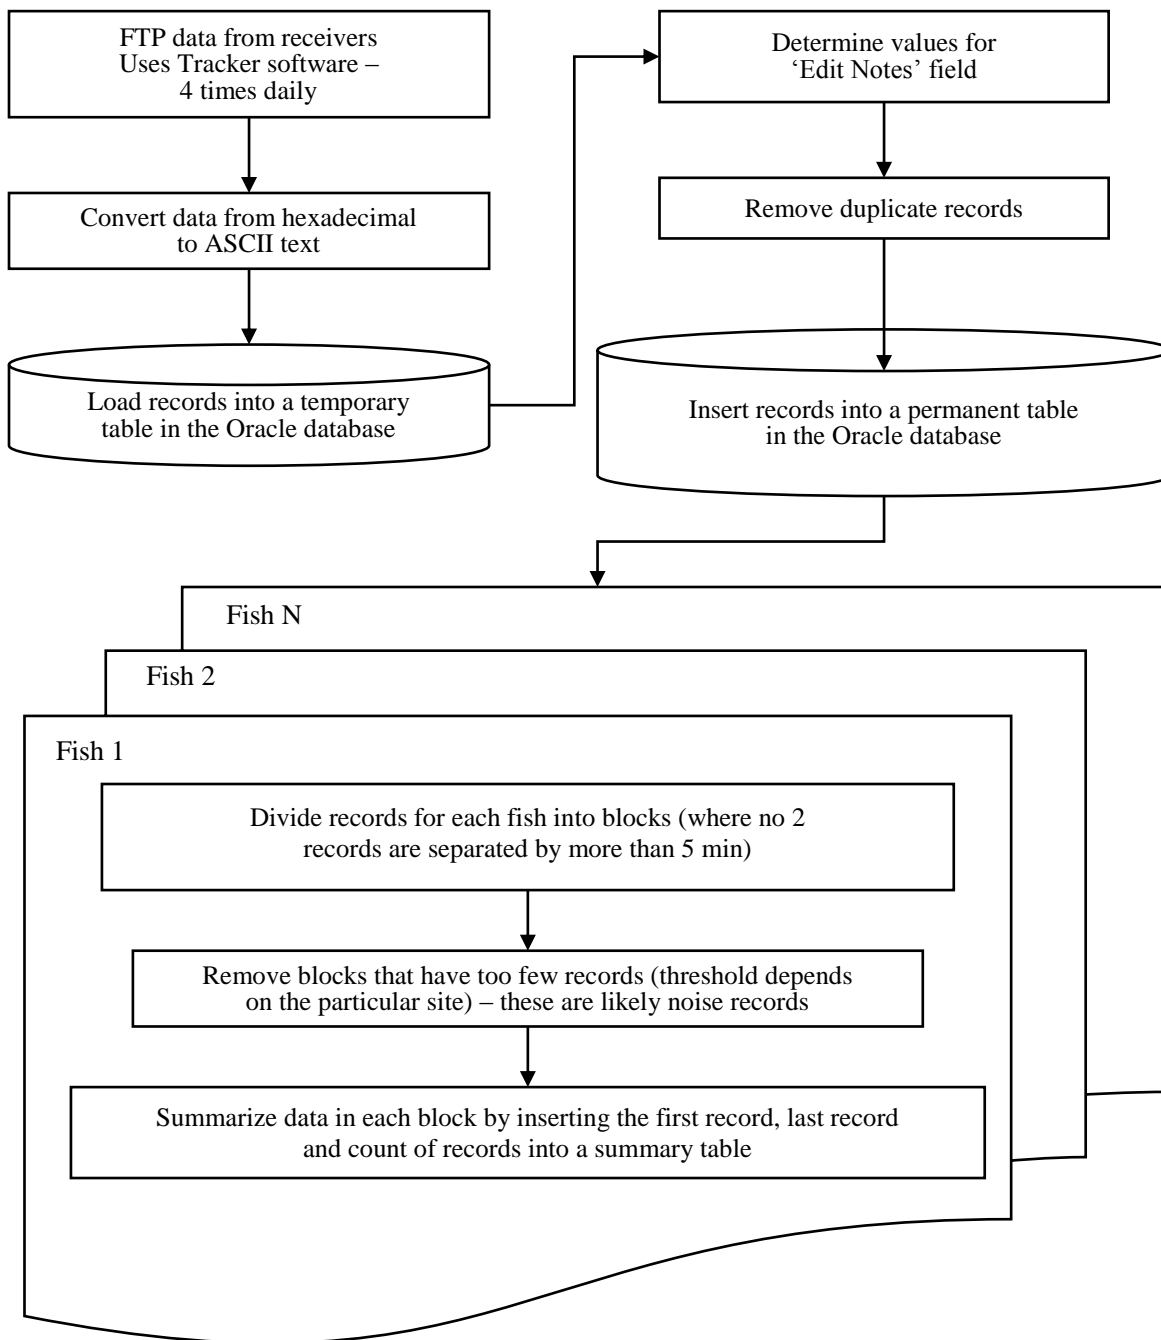 FTP data from receivers
Uses Tracker software –
4 times daily
Convert data from hexadecimal
to ASCII text
Load records into a temporary
table in the Oracle database
Determine values for
‘Edit Notes’ field
Remove duplicate records
Insert records into a permanent table
in the Oracle database
Fish N
Fish 2
Fish 1
Divide records for each fish into blocks (where no 2
records are separated by more than 5 min)
Remove blocks that have too few records (threshold depends
on the particular site) – these are likely noise records
Summarize data in each block by inserting the first record, last record
and count of records into a summary table